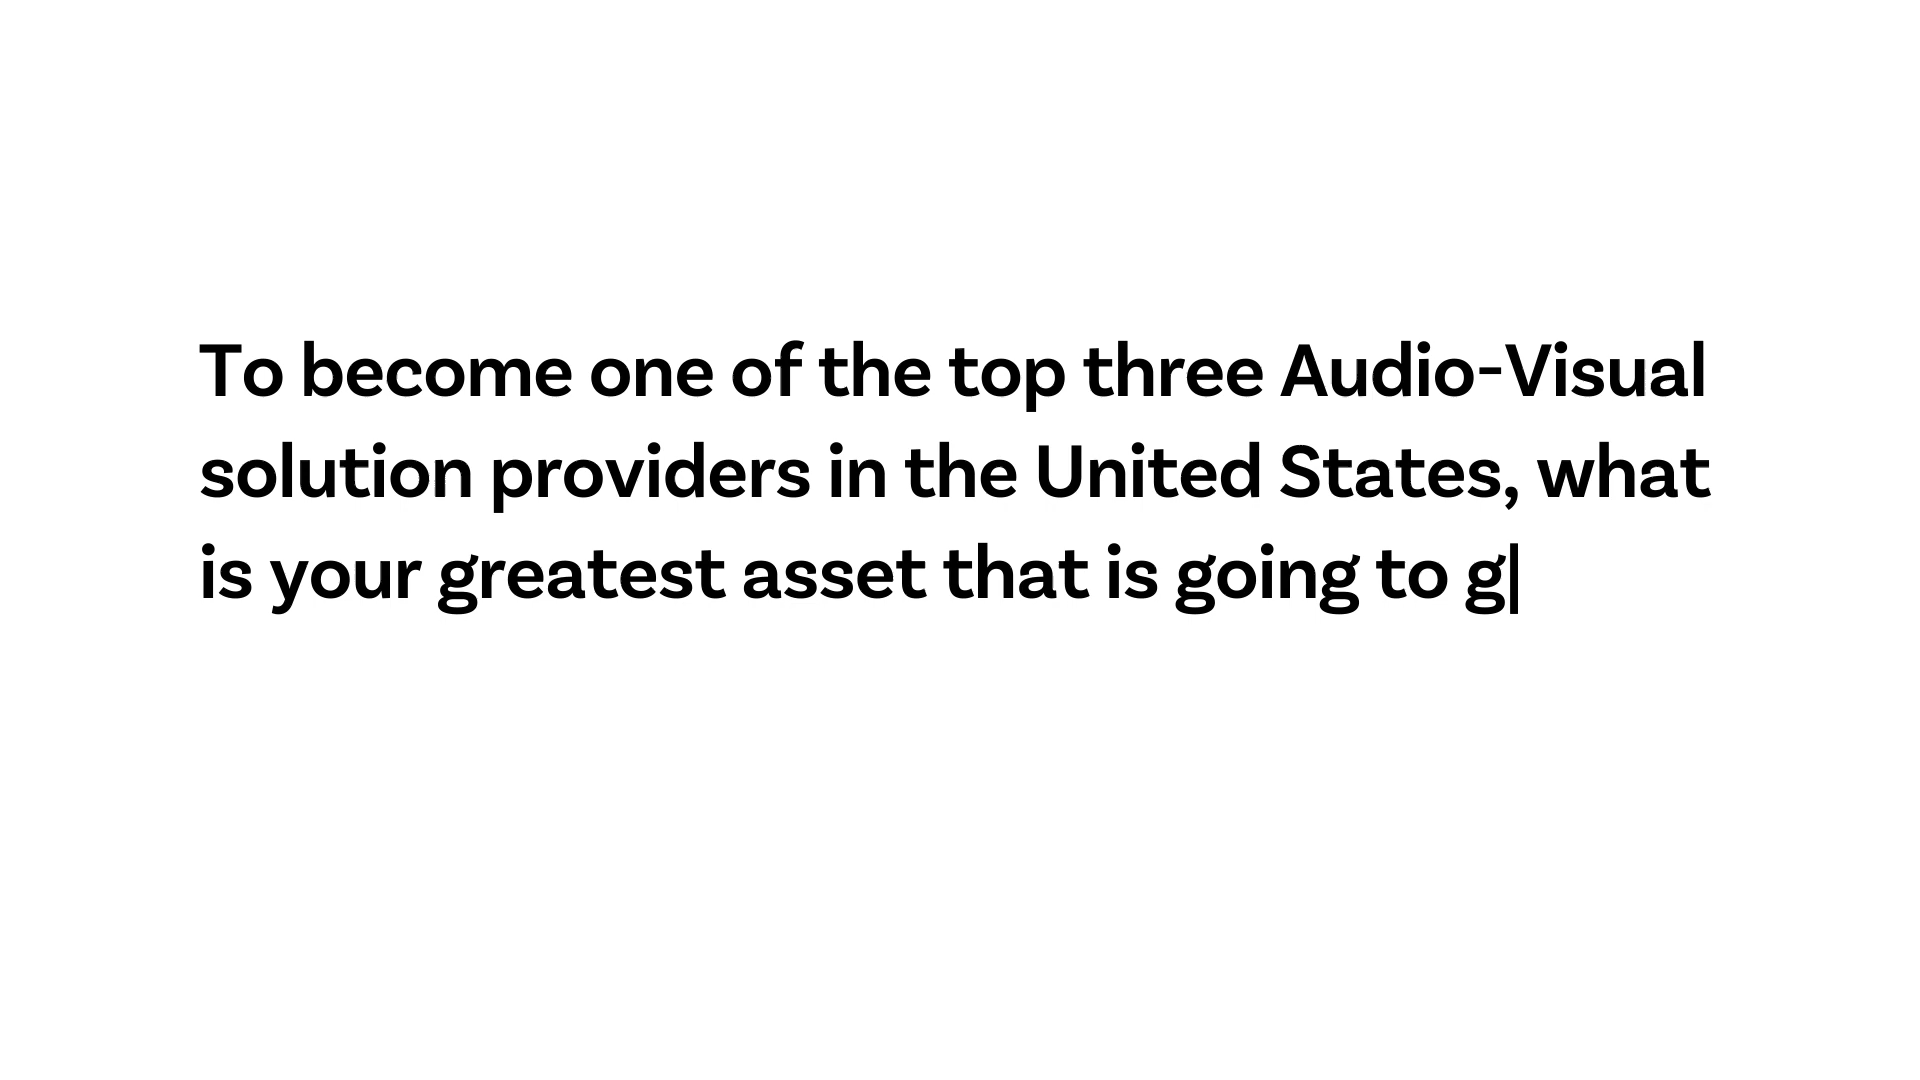 To become one of the top three Audio-Visual
solution providers in the United States, what
is your greatest asset that is going to g|